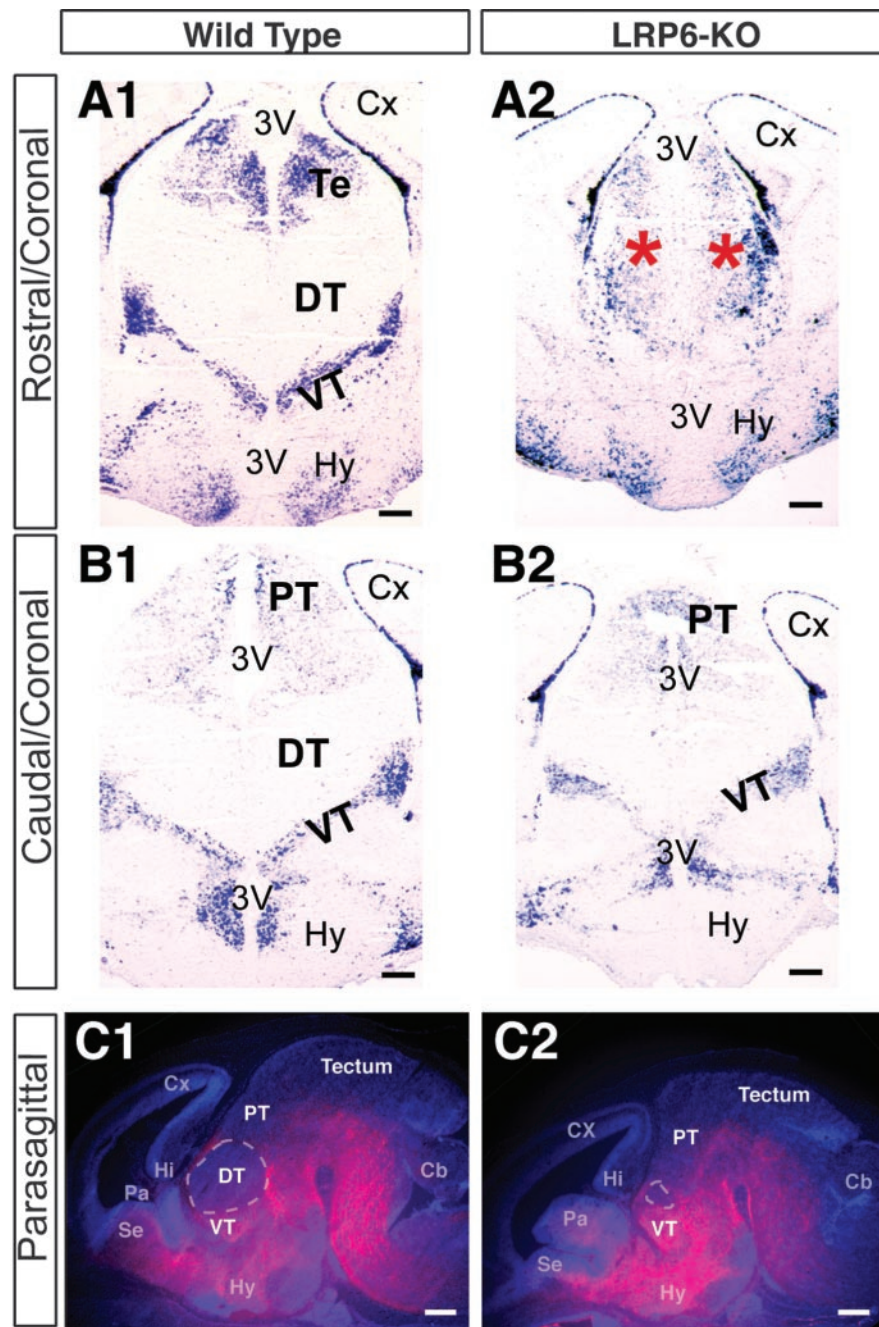 Wild Type
LRP6-KO
Rostral/Coronal
A1
3V
Cx
Te
DT
VT
3V
Hy
A2
3V
Cx
* *
3V
Hy
Caudal/Coronal
B1
PT
Cx
3V
DT
VT
3V
Hy
B2
PT
Cx
3V
VT
3V
Hy
Parasagittal
C1
Tectum
Cx
PT
Hi
DT
Cb
Pa
VT
Se
Hy
C2
Tectum
CX
PT
Hi
Cb
Pa
VT
Se
Hy